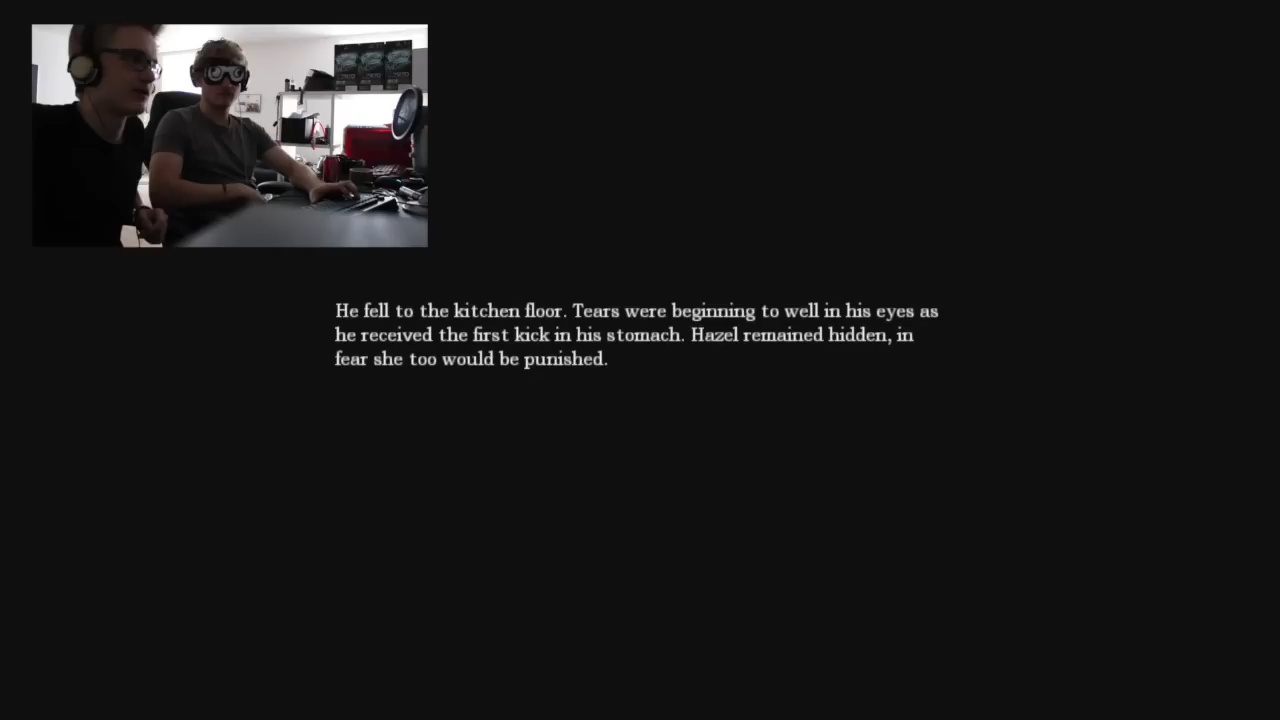 He fell to the kitchen floor. Tears were beginning to well in his eyes as
he received the first kick in his stomach. Hazel remained hidden, in
fear she too would be punished.